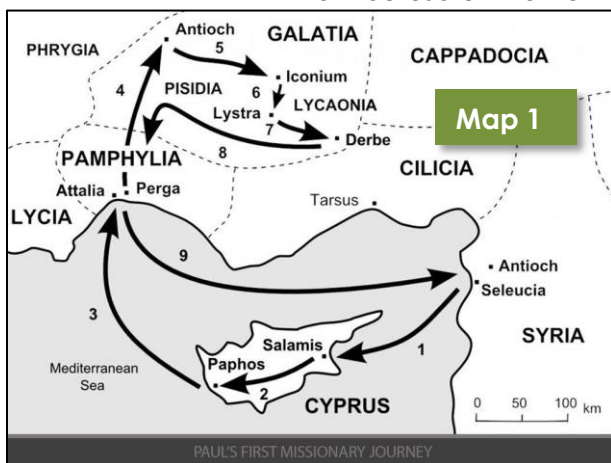 Antioch
GALATIA
PHRYGIA
5
CAPPADOCIA
Iconium
4
PISIDIA
6
LYCAONIA
Lystra
7
Map 1
Derbe
8
PAMPHYLIA
CILICIA
Attalia
Perga
Tarsus
LYCIA
9
Antioch
Seleucia
3
SYRIA
Salamis
1
Paphos
Mediterranean
Sea
2
CYPRUS
0 50 100 km
PAUL'S FIRST MISSIONARY JOURNEY